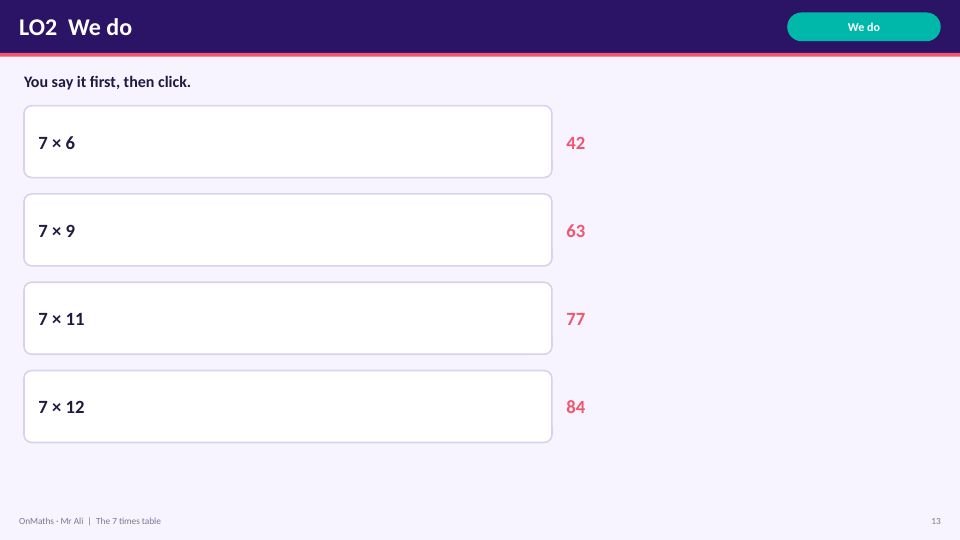 LO2  We do
We do
You say it first, then click.
7 × 6
42
7 × 9
63
7 × 11
77
7 × 12
84
OnMaths - Mr Ali  |  The 7 times table
13